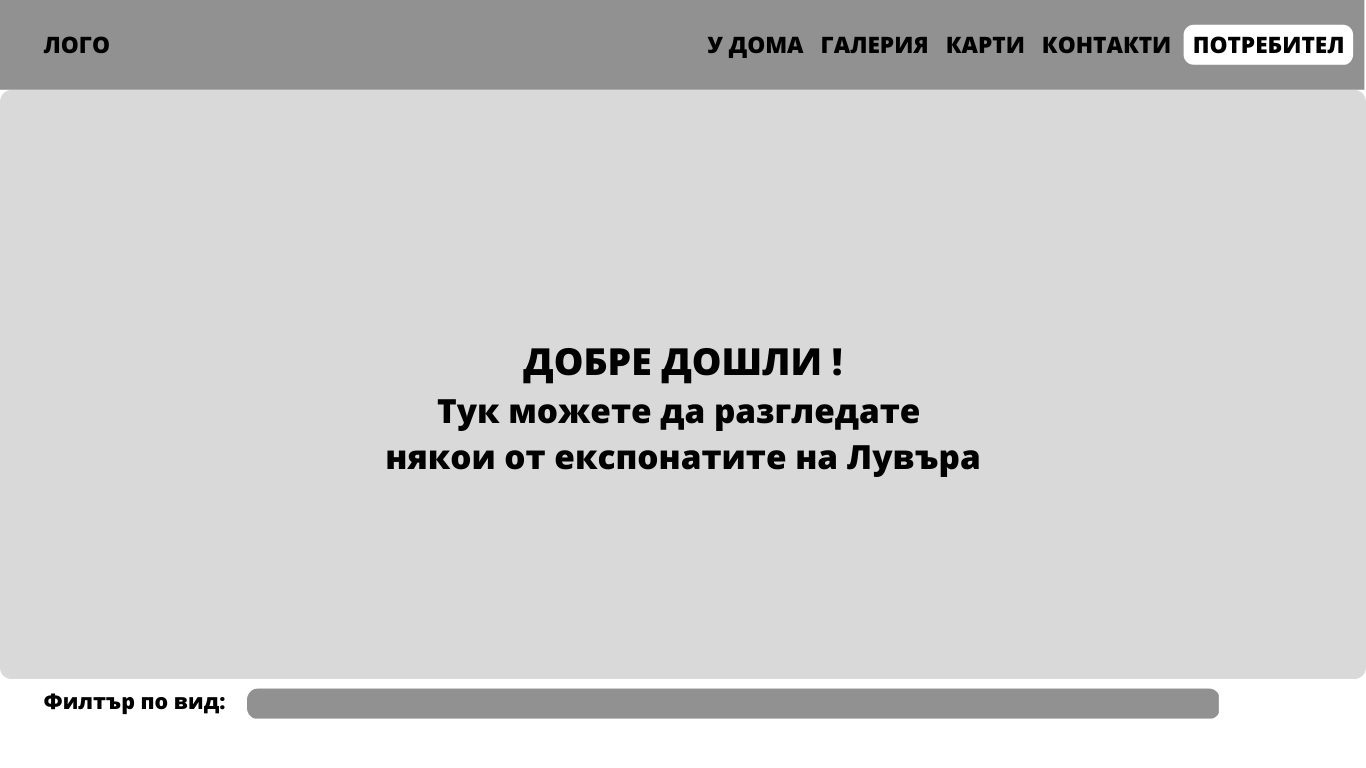 ЛОГО
У ДОМА ГАЛЕРИЯ КАРТИ КОНТАКТИ ПОТРЕБИТЕЛ
ДОБРЕ ДОШЛИ !
Тук можете да разгледате
някои от експонатите на Лувъра
Филтър по вид: